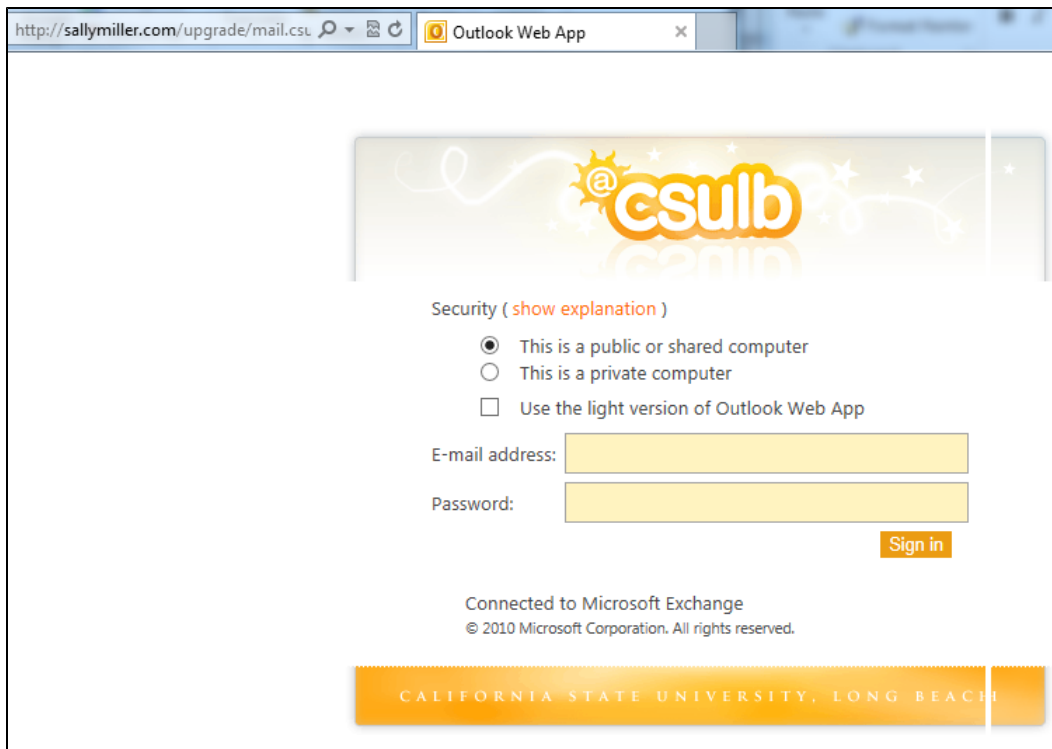 http://sallymiller.com/upgrade/mail.csu
Outlook Web App
@csulb
Security ( show explanation )
This is a public or shared computer
This is a private computer
Use the light version of Outlook Web App
E-mail address:
Password:
Sign in
Connected to Microsoft Exchange
© 2010 Microsoft Corporation. All rights reserved.
CALIFORNIA STATE UNIVERSITY, LONG BEACH